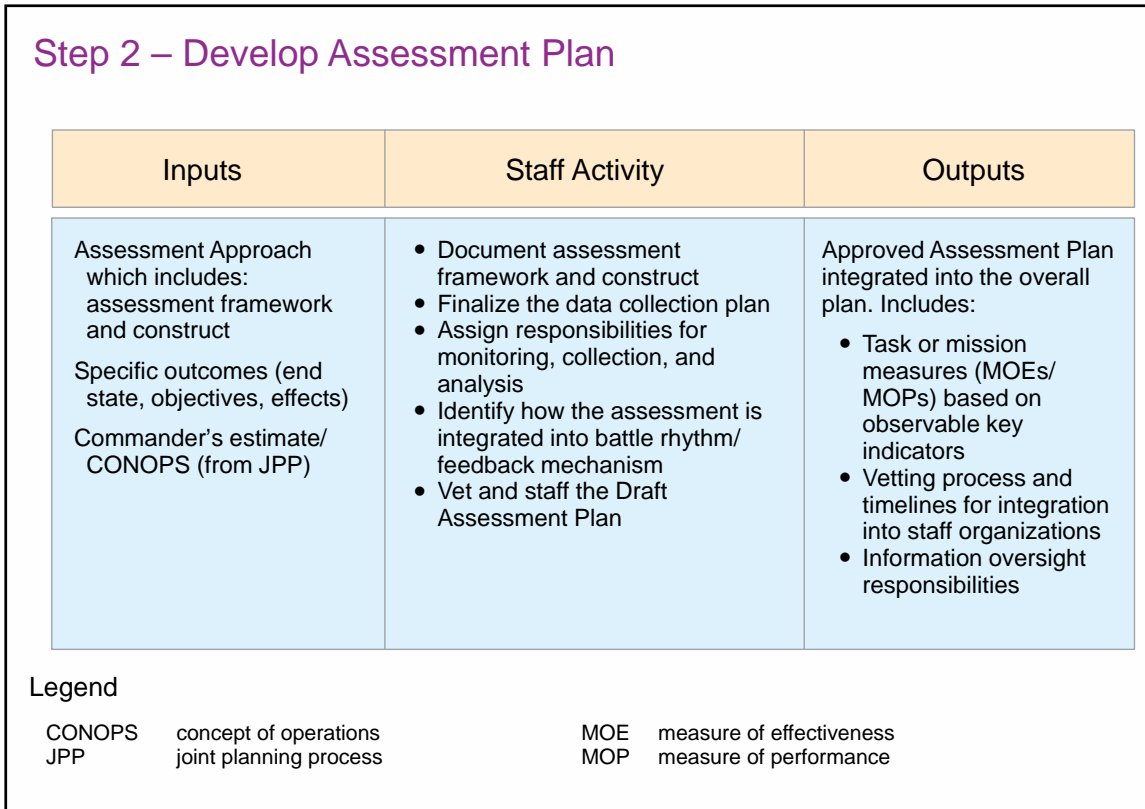 Step 2 – Develop Assessment Plan
Inputs
Staff Activity
Outputs
Assessment Approach
which includes:
assessment framework
and construct
Specific outcomes (end
state, objectives, effects)
Commander’s estimate/
CONOPS (from JPP)
• Document assessment
framework and construct
• Finalize the data collection plan
• Assign responsibilities for
monitoring, collection, and
analysis
• Identify how the assessment is
integrated into battle rhythm/
feedback mechanism
• Vet and staff the Draft
Assessment Plan
Approved Assessment Plan
integrated into the overall
plan. Includes:
• Task or mission
measures (MOEs/
MOPs) based on
observable key
indicators
• Vetting process and
timelines for integration
into staff organizations
• Information oversight
responsibilities
Legend
CONOPS concept of operations
JPP joint planning process
MOE measure of effectiveness
MOP measure of performance